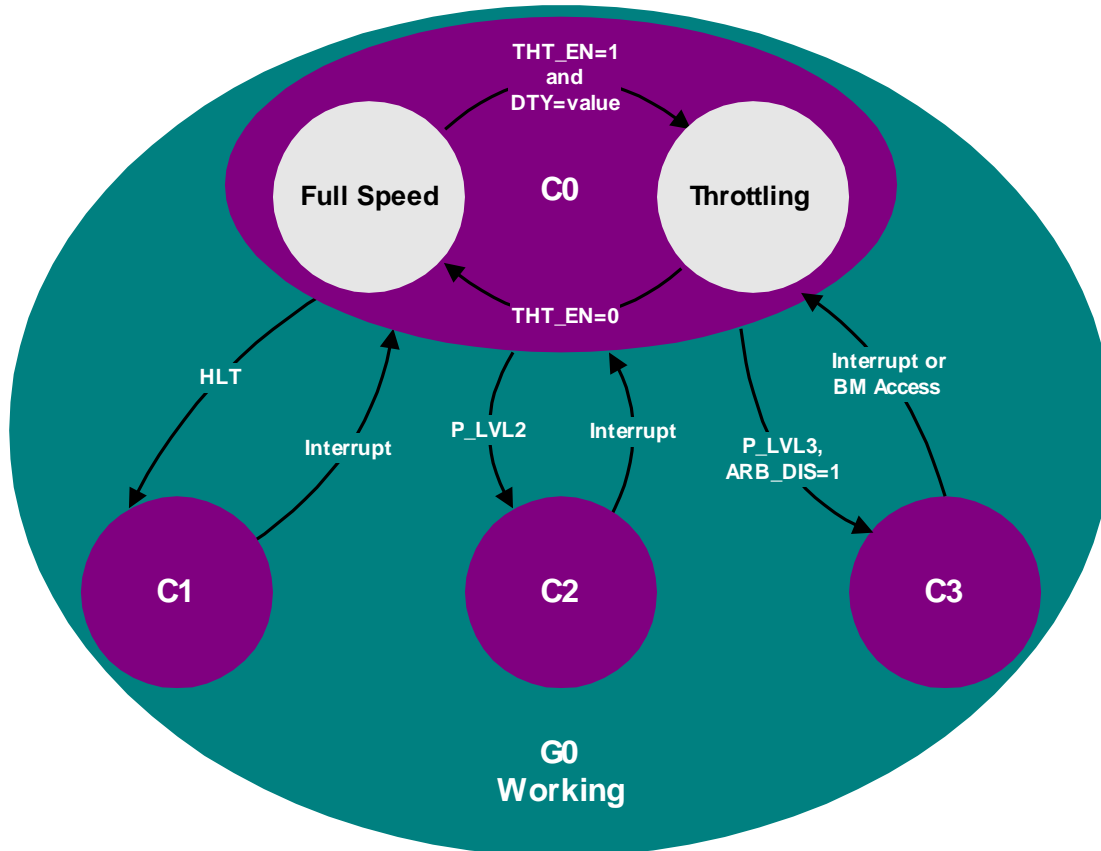 THT_EN=1
and
DTY=value
Full Speed
C0
Throttling
THT_EN=0
HLT
Interrupt
P_LVL2
Interrupt
P_LVL3,
ARB_DIS=1
Interrupt or
BM Access
C1
C2
C3
G0
Working